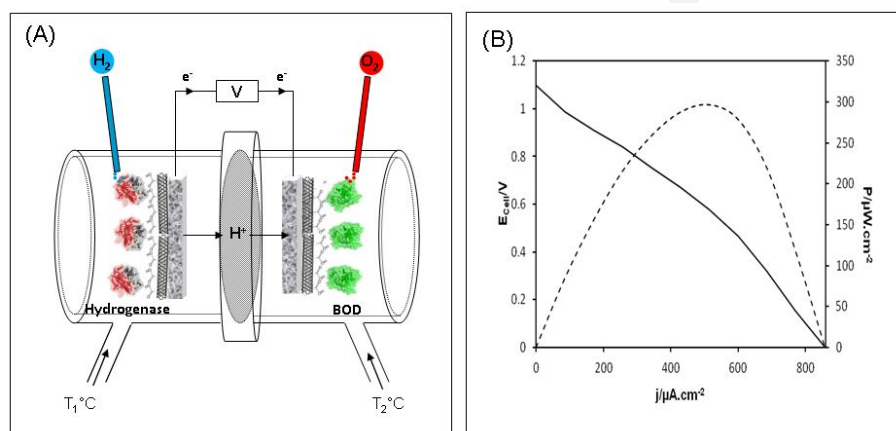 (A)
H₂
O₂
e⁻
V
e⁻
H⁺
Hydrogenase
BOD
T₁°C
T₂°C
(B)
1.2
1
0.8
0.6
0.4
0.2
0
E_Cell/V
350
300
250
200
150
100
50
0
P/µW.cm⁻²
0
200
400
600
800
j/µA.cm⁻²